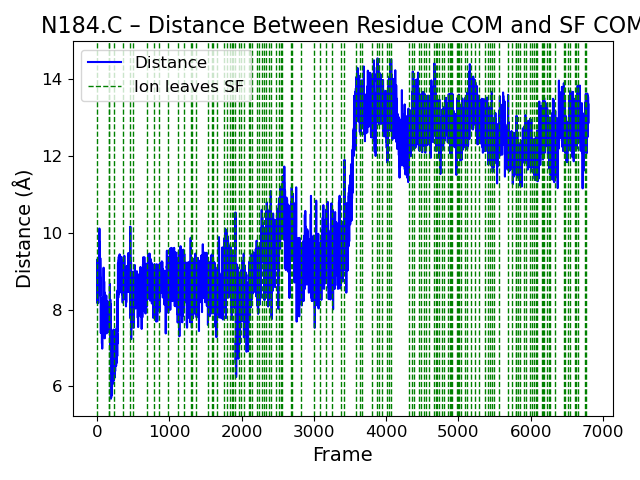 N184.C – Distance Between Residue COM and SF COM
Distance
Ion leaves SF
Distance (Å)
14
12
10
8
6
0 1000 2000 3000 4000 5000 6000 7000
Frame